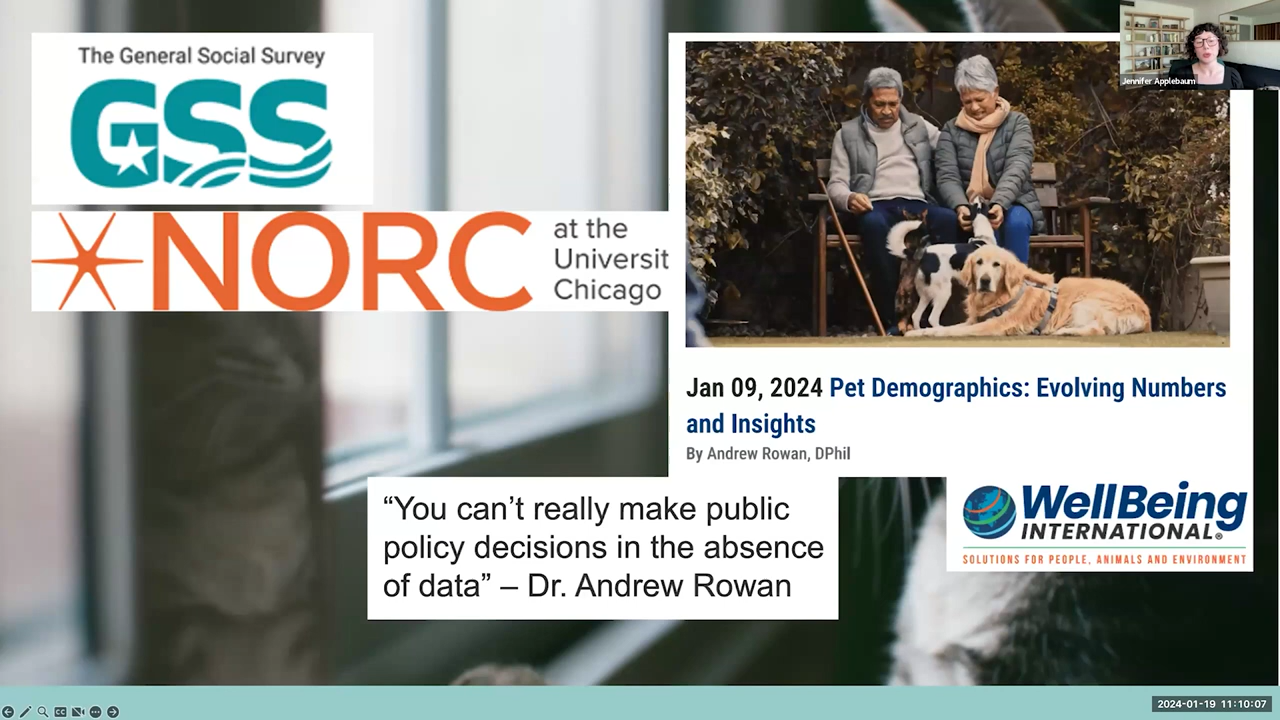 The General Social Survey
GSS
NORC
at the
Universit
Chicago
Jennifer Applebaum
Jan 09, 2024 Pet Demographics: Evolving Numbers
and Insights
By Andrew Rowan, DPhil
WellBeing
INTERNATIONAL®
SOLUTIONS FOR PEOPLE, ANIMALS AND ENVIRONMENT
“You can’t really make public
policy decisions in the absence
of data” – Dr. Andrew Rowan
CC
2024-01-19 11:10:07